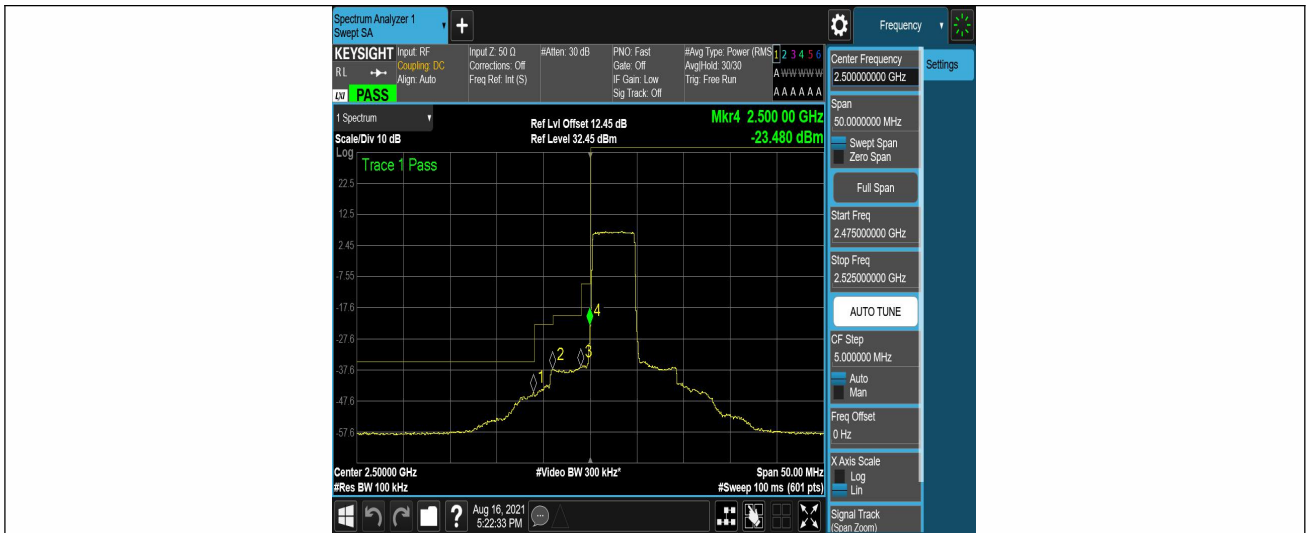 Spectrum Analyzer 1
Swept SA
+
Frequency
KEYSIGHT
RL
LXI PASS
Input: RF
Coupling: DC
Align: Auto
Input Z: 50 Ω
Corrections: Off
Freq Ref: Int (S)
#Atten: 30 dB
PNO: Fast
Gate: Off
IF Gain: Low
Sig Track: Off
#Avg Type: Power (RMS
Avg|Hold: 30/30
Trig: Free Run
1 2 3 4 5 6
A W W W W W
A A A A A A
1 Spectrum
Scale/Div 10 dB
Ref Lvl Offset 12.45 dB
Ref Level 32.45 dBm
Mkr4 2.500 00 GHz
-23.480 dBm
Log
Trace 1 Pass
22.5
12.5
2.45
-7.55
-17.6
-27.6
-37.6
-47.6
-57.6
1
2
3
4
Center 2.50000 GHz
#Res BW 100 kHz
#Video BW 300 kHz*
Span 50.00 MHz
#Sweep 100 ms (601 pts)
Center Frequency
2.500000000 GHz
Settings
Span
50.0000000 MHz
Swept Span
Zero Span
Full Span
Start Freq
2.475000000 GHz
Stop Freq
2.525000000 GHz
AUTO TUNE
CF Step
5.000000 MHz
Auto
Man
Freq Offset
0 Hz
X Axis Scale
Log
Lin
Signal Track
(Span Zoom)
?
Aug 16, 2021
5:22:33 PM